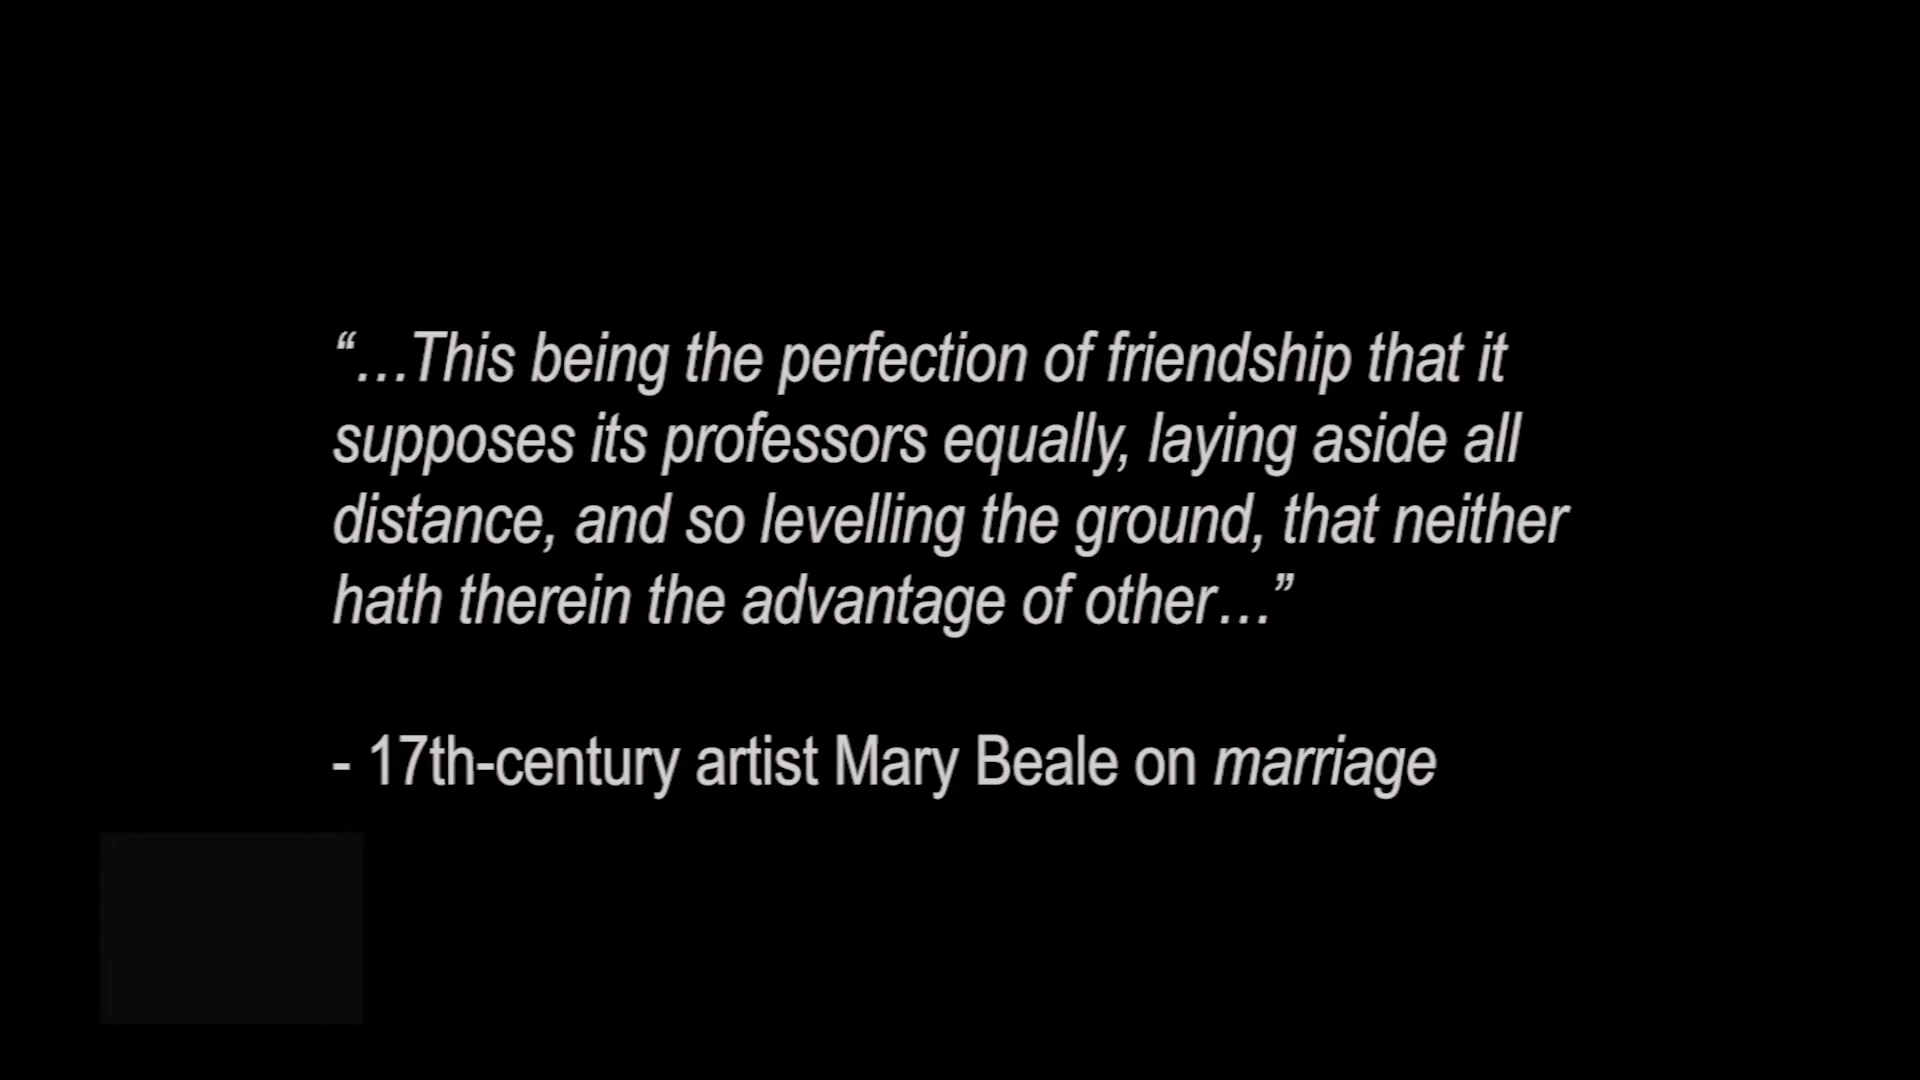 “…This being the perfection of friendship that it
supposes its professors equally, laying aside all
distance, and so levelling the ground, that neither
hath therein the advantage of other…”
- 17th-century artist Mary Beale on marriage